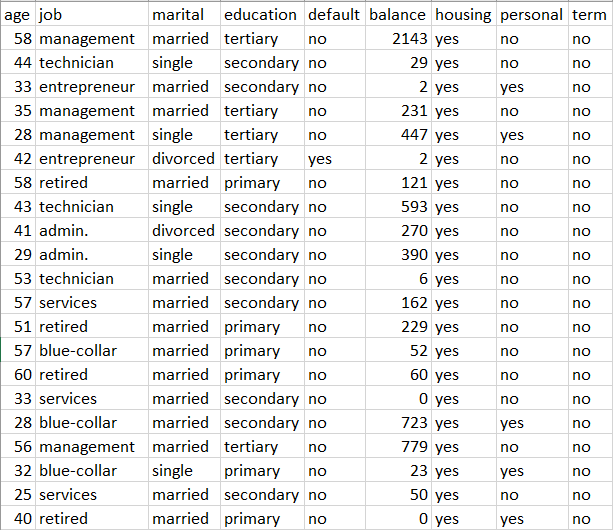 age job marital education default balance housing personal term
58 management married tertiary no 2143 yes no no
44 technician single secondary no 29 yes no no
33 entrepreneur married secondary no 2 yes yes no
35 management married tertiary no 231 yes no no
28 management single tertiary no 447 yes yes no
42 entrepreneur divorced tertiary yes 2 yes no no
58 retired married primary no 121 yes no no
43 technician single secondary no 593 yes no no
41 admin. divorced secondary no 270 yes no no
29 admin. single secondary no 390 yes no no
53 technician married secondary no 6 yes no no
57 services married secondary no 162 yes no no
51 retired married primary no 229 yes no no
57 blue-collar married primary no 52 yes no no
60 retired married primary no 60 yes no no
33 services married secondary no 0 yes no no
28 blue-collar married secondary no 723 yes yes no
56 management married tertiary no 779 yes no no
32 blue-collar single primary no 23 yes yes no
25 services married secondary no 50 yes no no
40 retired married primary no 0 yes yes no